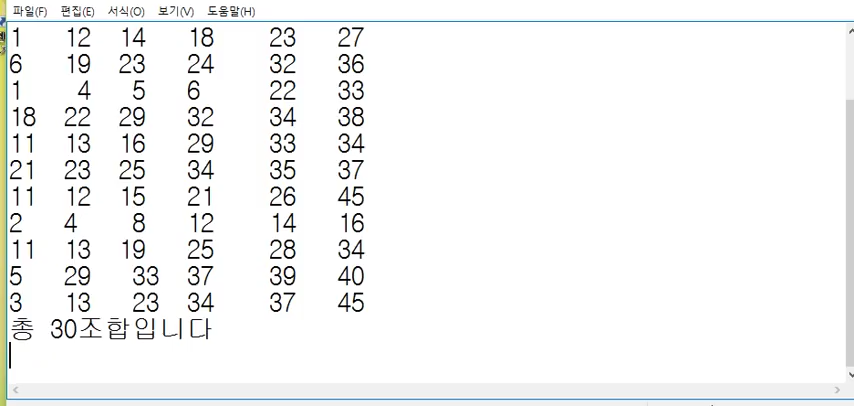 파일(F) 편집(E) 서식(O) 보기(V) 도움말(H)
1 12 14 18 23 27
6 19 23 24 32 36
1 4 5 6 22 33
18 22 29 32 34 38
11 13 16 29 33 34
21 23 25 34 35 37
11 12 15 21 26 45
2 4 8 12 14 16
11 13 19 25 28 34
5 29 33 37 39 40
3 13 23 34 37 45
총 30조합입니다